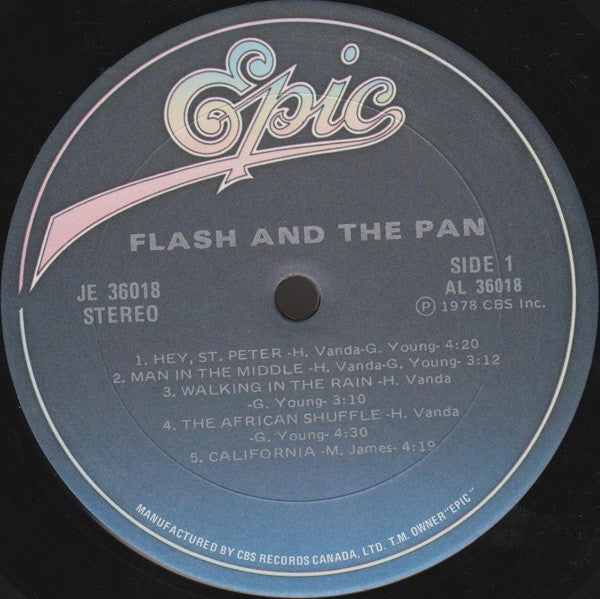 Epic
FLASH AND THE PAN
JE 36018
STEREO
SIDE 1
AL 36018
Ⓟ 1978 CBS Inc.
1. HEY, ST. PETER -H. Vanda-G. Young- 4:20
2. MAN IN THE MIDDLE -H. Vanda-G. Young- 3:12
3. WALKING IN THE RAIN -H. Vanda
-G. Young- 3:10
4. THE AFRICAN SHUFFLE -H. Vanda
-G. Young- 4:30
5. CALIFORNIA -M. James- 4:19
MANUFACTURED BY CBS RECORDS CANADA, LTD. T.M. OWNER "EPIC"